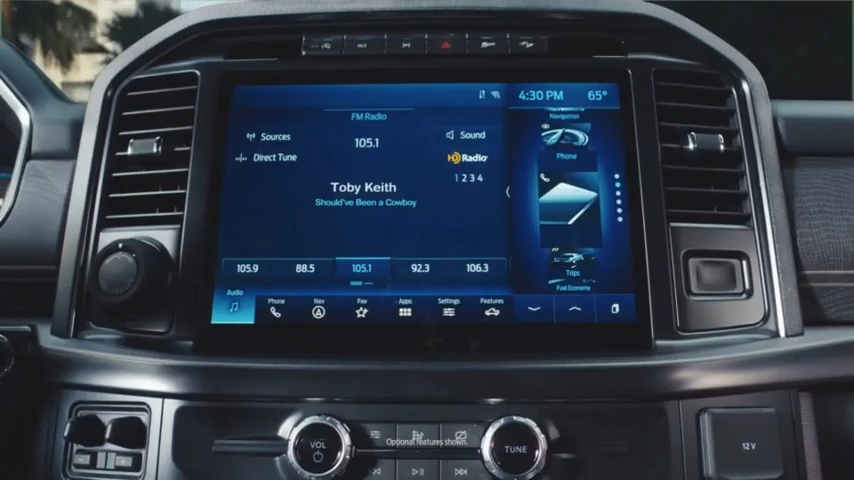 4:30 PM 65°
FM Radio
Navigation
Sources
105.1
Sound
Direct Tune
HD Radio
Phone
1 2 3 4
Toby Keith
Should've Been a Cowboy
105.9 88.5 105.1 92.3 106.3
Trips
Fuel Economy
Audio
Phone Nav Fav Apps Settings Features
VOL
TUNE
Optional features shown.
12V